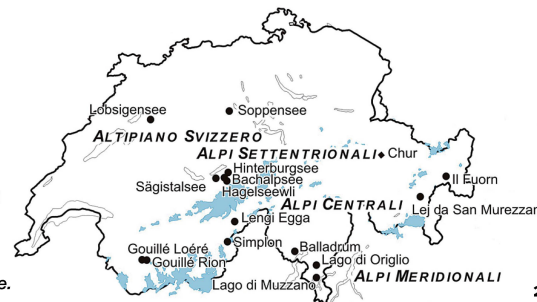 Lobsigensee
Soppensee
ALTIPIANO SVIZZERO
ALPI SETTENTRIONALI
Chur
Hinterburgsee
Bachalpsee
Sägistalsee
Hagelseewli
Il Fuorn
ALPI CENTRALI
Lej da San Murezzan
Lengi Egga
Simplon
Gouillé Loéré
Gouillé Rion
Balladrum
Lago di Origlio
ALPI MERIDIONALI
Lago di Muzzano
e.